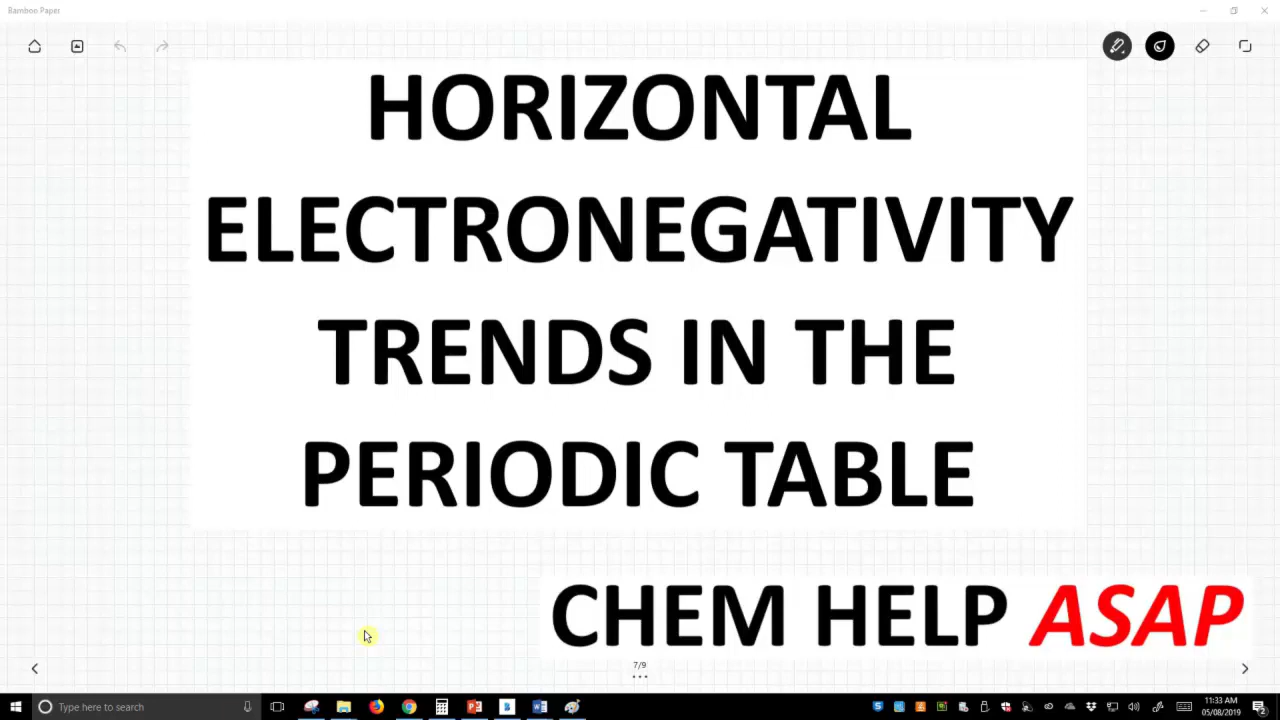 Bamboo Paper
HORIZONTAL
ELECTRONEGATIVITY
TRENDS IN THE
PERIODIC TABLE
CHEM HELP ASAP
7/9
Type here to search
11:33 AM
05/08/2019